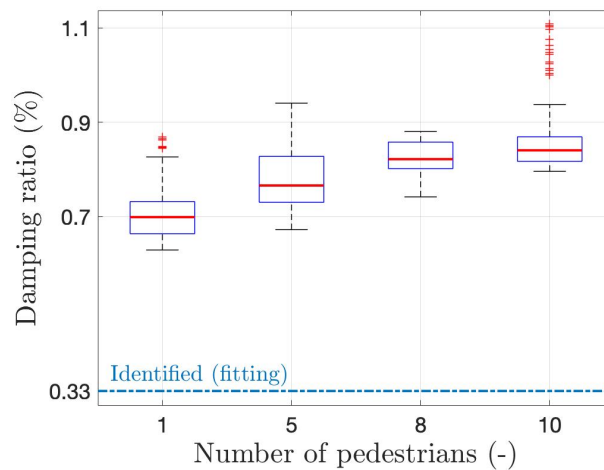 1.1
0.9
0.7
0.33
Damping ratio (%)
Identified (fitting)
1 5 8 10
Number of pedestrians (-)